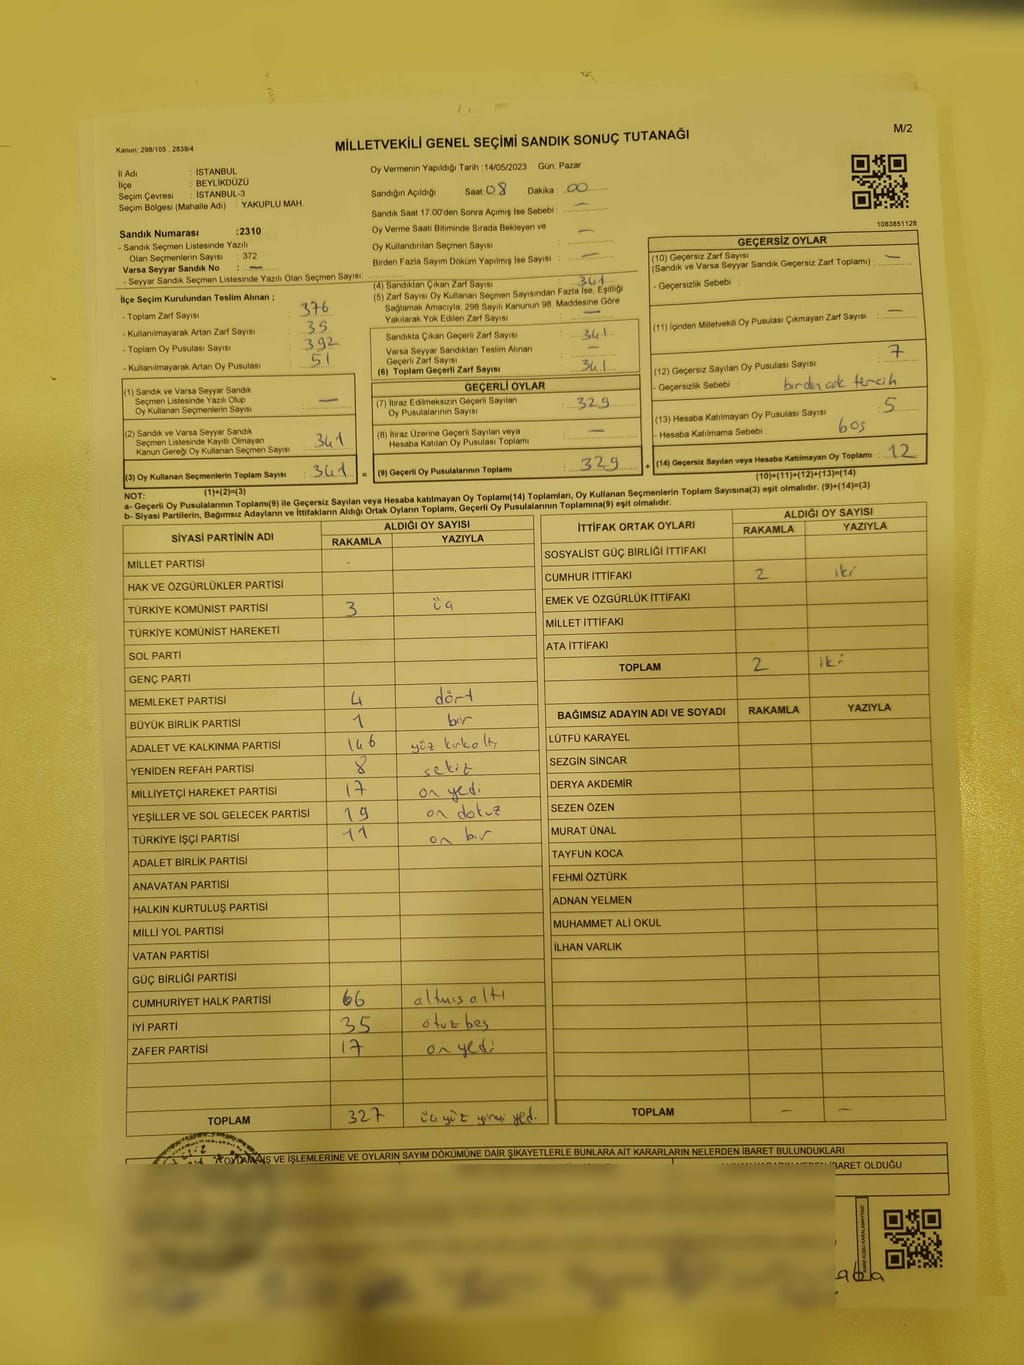 M/2
Kanun: 298/105 , 2839/4
MİLLETVEKİLİ GENEL SEÇİMİ SANDIK SONUÇ TUTANAĞI
İl Adı : İSTANBUL
İlçe : BEYLİKDÜZÜ
Seçim Çevresi : İSTANBUL-3
Seçim Bölgesi (Mahalle Adı) : YAKUPLU MAH.
Oy Vermenin Yapıldığı Tarih :14/05/2023 Gün: Pazar
Sandığın Açıldığı Saat: 08 Dakika : 00
Sandık Saat 17:00'den Sonra Açımış İse Sebebi : —
Oy Verme Saati Bitiminde Sırada Bekleyen ve
Oy Kullandırılan Seçmen Sayısı : —
Birden Fazla Sayım Döküm Yapılmış İse Sayısı : —
1083851128
Sandık Numarası :2310
- Sandık Seçmen Listesinde Yazılı
Olan Seçmenlerin Sayısı : 372
Varsa Seyyar Sandık No : —
- Seyyar Sandık Seçmen Listesinde Yazılı Olan Seçmen Sayısı:
İlçe Seçim Kurulundan Teslim Alınan ;
- Toplam Zarf Sayısı : 376
- Kullanılmayarak Artan Zarf Sayısı : 35
- Toplam Oy Pusulası Sayısı : 392
- Kullanılmayarak Artan Oy Pusulası : 51
(1) Sandık ve Varsa Seyyar Sandık
Seçmen Listesinde Yazılı Olup
Oy Kullanan Seçmenlerin Sayısı : —
(2) Sandık ve Varsa Seyyar Sandık
Seçmen Listesinde Kayıtlı Olmayan
Kanun Gereği Oy Kullanan Seçmen Sayısı : 341
(3) Oy Kullanan Seçmenlerin Toplam Sayısı : 341 =
(1)+(2)=(3)
(4) Sandıktan Çıkan Zarf Sayısı : 341
(5) Zarf Sayısı Oy Kullanan Seçmen Sayısından Fazla İse, Eşitliği
Sağlamak Amacıyla, 298 Sayılı Kanunun 98. Maddesine Göre
Yakılarak Yok Edilen Zarf Sayısı : —
Sandıkta Çıkan Geçerli Zarf Sayısı : 341
Varsa Seyyar Sandıktan Teslim Alınan
Geçerli Zarf Sayısı : —
(6) Toplam Geçerli Zarf Sayısı : 341
GEÇERLİ OYLAR
(7) İtiraz Edilmeksizin Geçerli Sayılan
Oy Pusulalarının Sayısı : 329
(8) İtiraz Üzerine Geçerli Sayılan veya
Hesaba Katılan Oy Pusulası Toplamı : —
(9) Geçerli Oy Pusulalarının Toplamı : 329 +
GEÇERSİZ OYLAR
(10) Geçersiz Zarf Sayısı
(Sandık ve Varsa Seyyar Sandık Geçersiz Zarf Toplamı) : —
- Geçersizlik Sebebi :
(11) İçinden Milletvekili Oy Pusulası Çıkmayan Zarf Sayısı : —
(12) Geçersiz Sayılan Oy Pusulası Sayısı : 7
- Geçersizlik Sebebi : birden çok tercih
(13) Hesaba Katılmayan Oy Pusulası Sayısı : 5
- Hesaba Katılmama Sebebi : boş
(14) Geçersiz Sayılan veya Hesaba Katılmayan Oy Toplamı : 12
(10)+(11)+(12)+(13)=(14)
NOT:
a- Geçerli Oy Pusulalarının Toplamı(9) ile Geçersiz Sayılan veya Hesaba katılmayan Oy Toplamı(14) Toplamları, Oy Kullanan Seçmenlerin Toplam Sayısına(3) eşit olmalıdır. (9)+(14)=(3)
b- Siyasi Partilerin, Bağımsız Adayların ve İttifakların Aldığı Ortak Oyların Toplamı, Geçerli Oy Pusulalarının Toplamına(9) eşit olmalıdır.
SİYASİ PARTİNİN ADI ALDIĞI OY SAYISI
RAKAMLA YAZIYLA
MİLLET PARTİSİ
HAK VE ÖZGÜRLÜKLER PARTİSİ
TÜRKİYE KOMÜNİST PARTİSİ 3 üç
TÜRKİYE KOMÜNİST HAREKETİ
SOL PARTİ
GENÇ PARTİ
MEMLEKET PARTİSİ 4 dört
BÜYÜK BİRLİK PARTİSİ 1 bir
ADALET VE KALKINMA PARTİSİ 146 yüz kırkaltı
YENİDEN REFAH PARTİSİ 8 sekiz
MİLLİYETÇİ HAREKET PARTİSİ 17 on yedi
YEŞİLLER VE SOL GELECEK PARTİSİ 19 on dokuz
TÜRKİYE İŞÇİ PARTİSİ 11 on bir
ADALET BİRLİK PARTİSİ
ANAVATAN PARTİSİ
HALKIN KURTULUŞ PARTİSİ
MİLLİ YOL PARTİSİ
VATAN PARTİSİ
GÜÇ BİRLİĞİ PARTİSİ
CUMHURİYET HALK PARTİSİ 66 altmış altı
İYİ PARTİ 35 otuz beş
ZAFER PARTİSİ 17 on yedi
TOPLAM 327 üç yüz yirmi yedi
İTTİFAK ORTAK OYLARI ALDIĞI OY SAYISI
RAKAMLA YAZIYLA
SOSYALİST GÜÇ BİRLİĞİ İTTİFAKI
CUMHUR İTTİFAKI 2 iki
EMEK VE ÖZGÜRLÜK İTTİFAKI
MİLLET İTTİFAKI
ATA İTTİFAKI
TOPLAM 2 iki
BAĞIMSIZ ADAYIN ADI VE SOYADI RAKAMLA YAZIYLA
LÜTFÜ KARAYEL
SEZGİN SİNCAR
DERYA AKDEMİR
SEZEN ÖZEN
MURAT ÜNAL
TAYFUN KOCA
FEHMİ ÖZTÜRK
ADNAN YELMEN
MUHAMMET ALİ OKUL
İLHAN VARLIK
TOPLAM — —
İŞ VE İŞLEMLERİNE VE OYLARIN SAYIM DÖKÜMÜNE DAİR ŞİKAYETLERLE BUNLARA AİT KARARLARIN NELERDEN İBARET BULUNDUKLARI
İBARET OLDUĞU